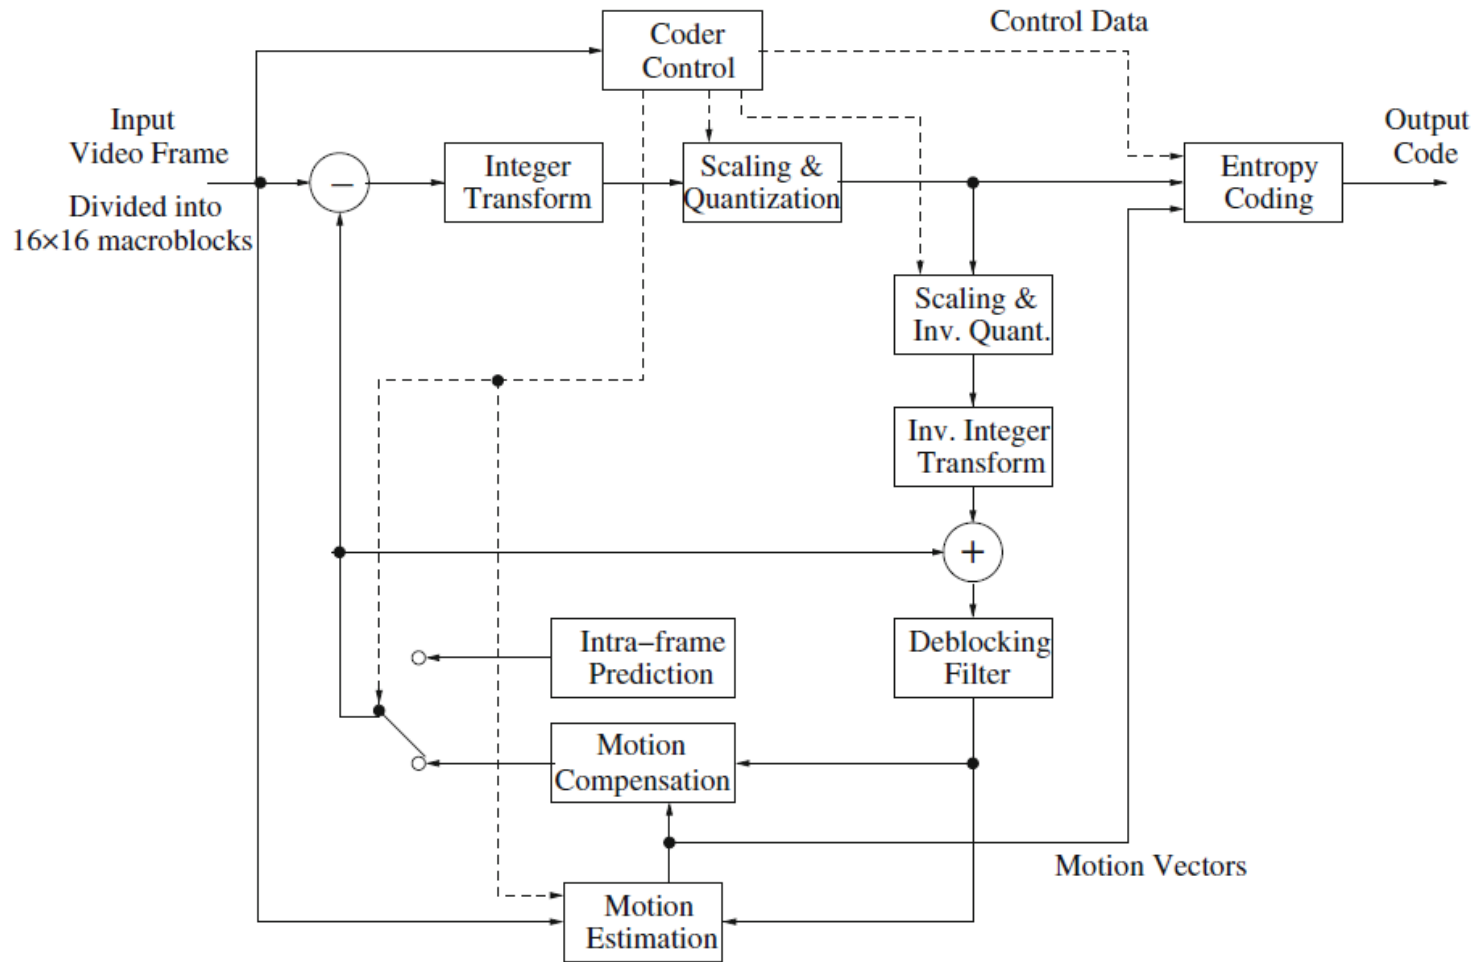 Control Data
Coder
Control
Input
Video Frame
Divided into
16×16 macroblocks
−
Integer
Transform
Scaling &
Quantization
Entropy
Coding
Output
Code
Scaling &
Inv. Quant.
Inv. Integer
Transform
+
Intra−frame
Prediction
Deblocking
Filter
Motion
Compensation
Motion Vectors
Motion
Estimation